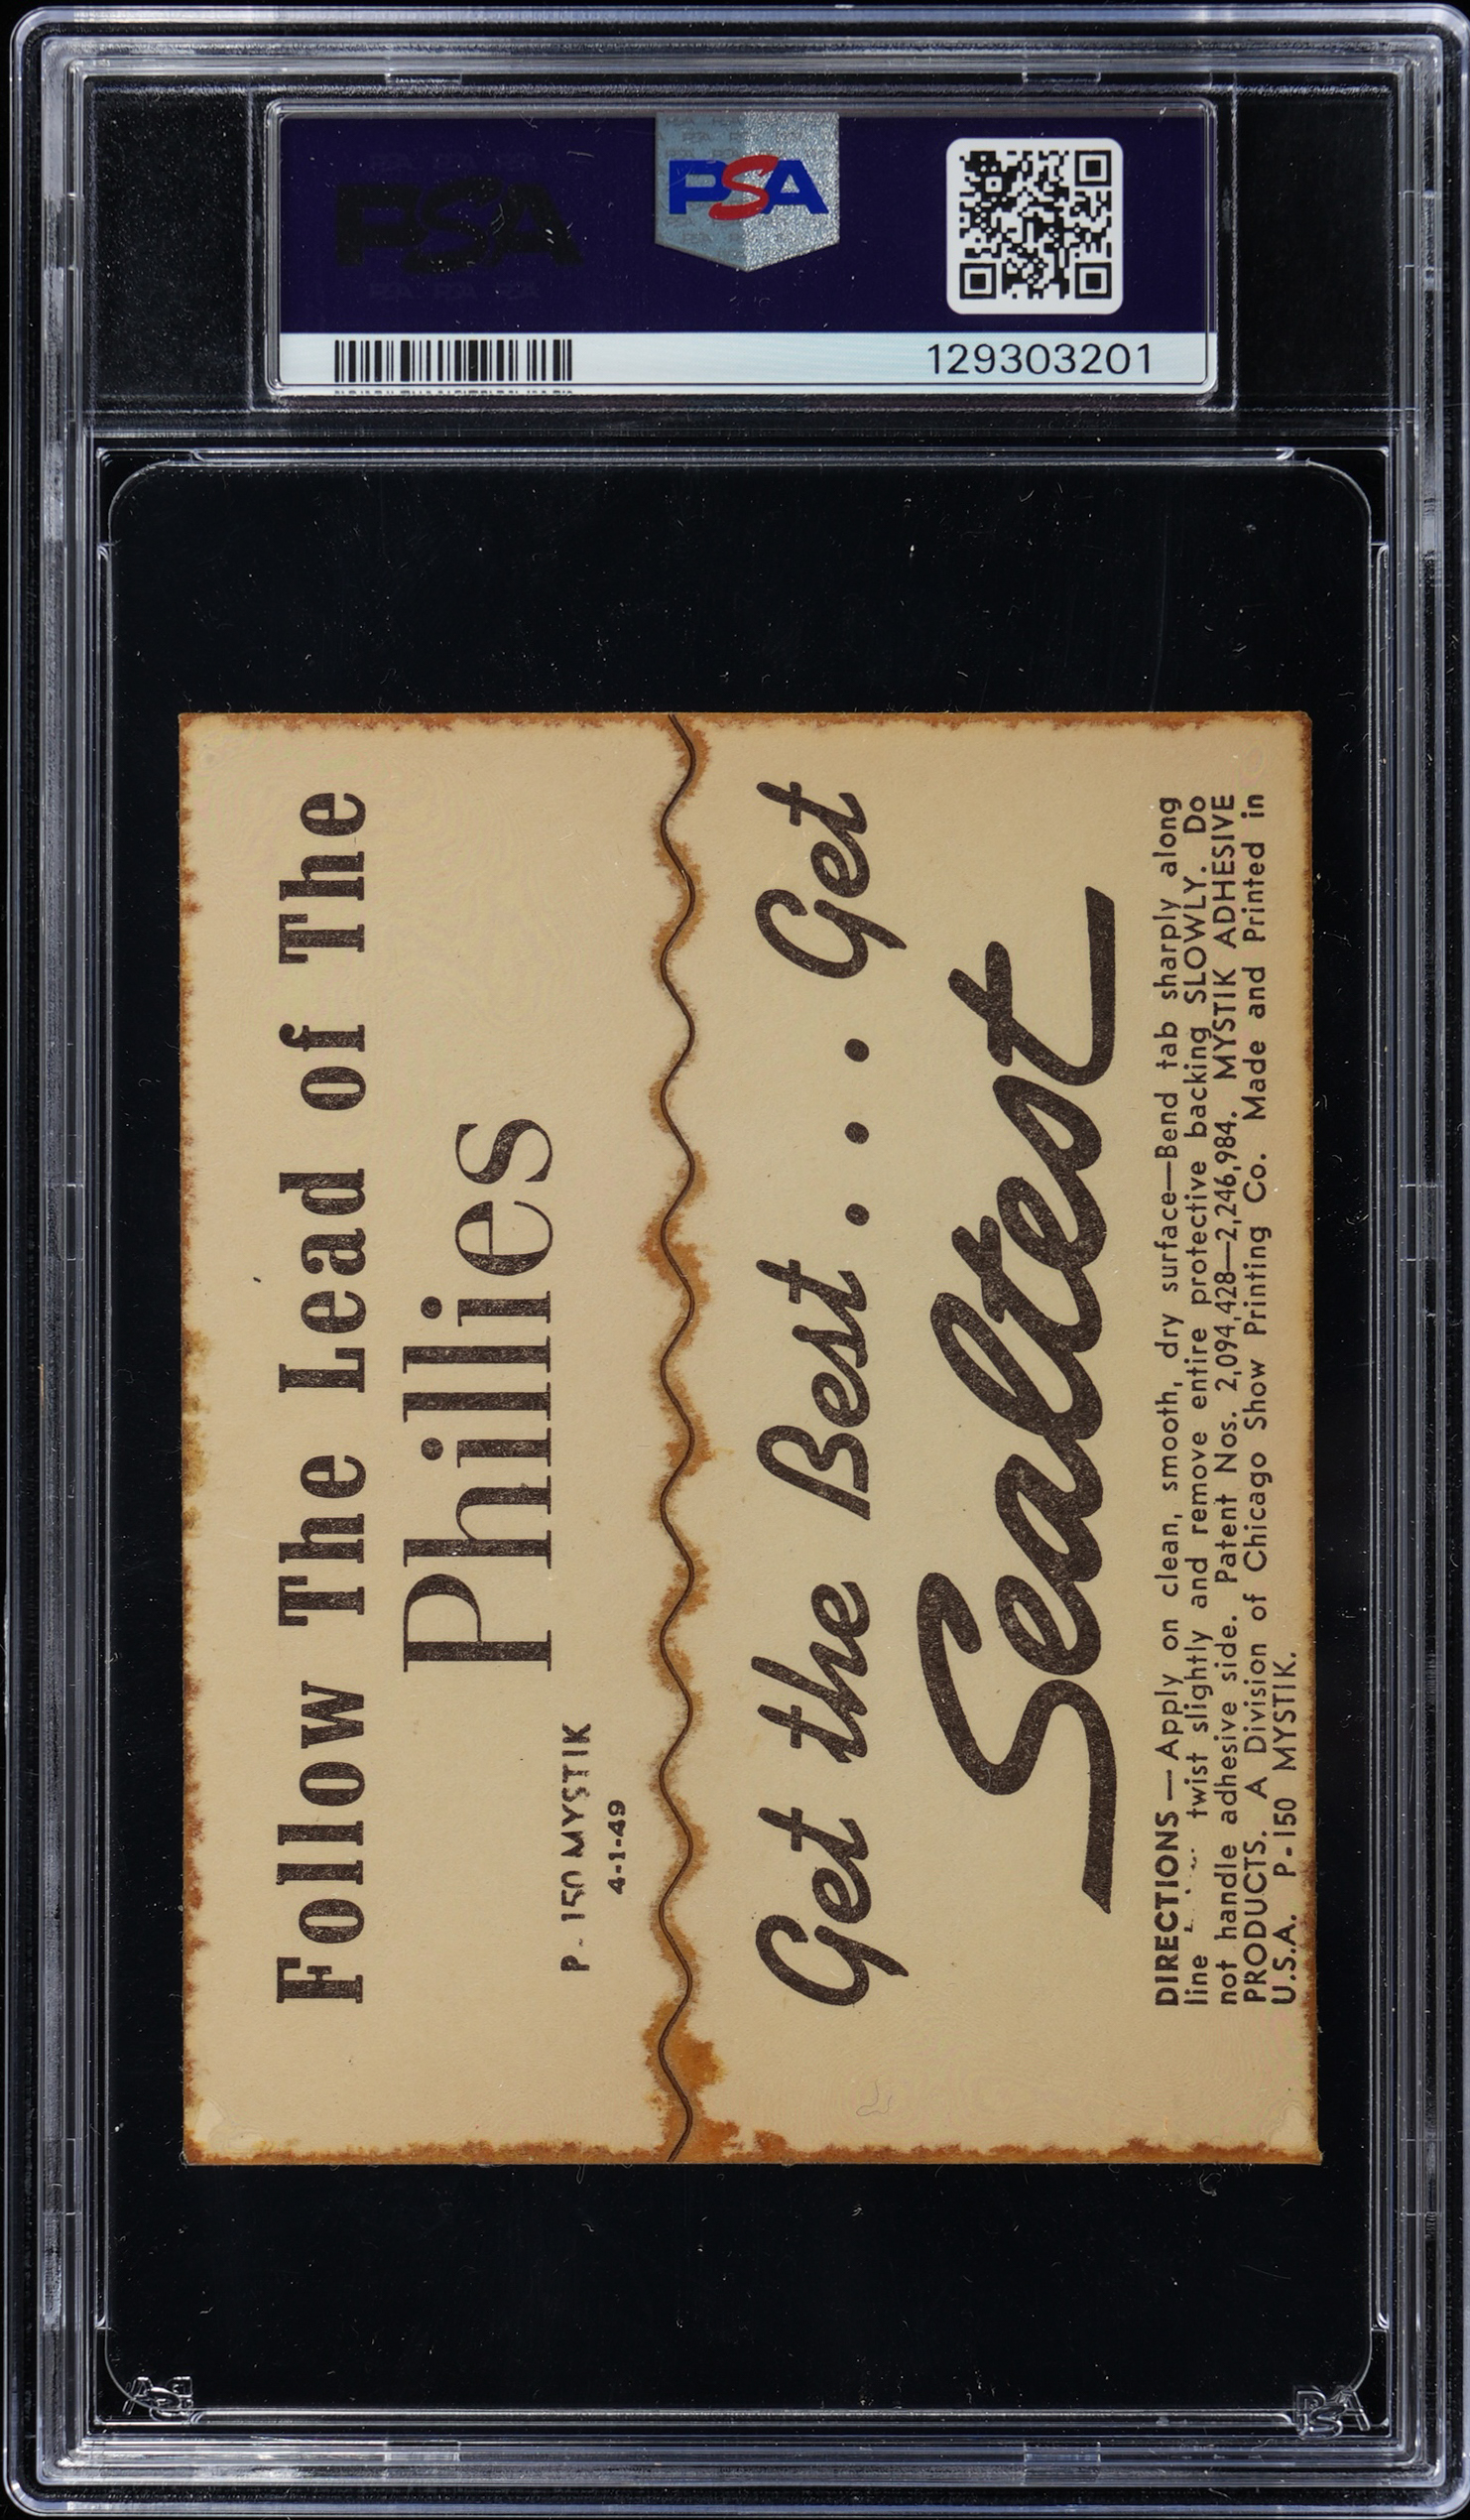 PSA
PSA
129303201
Follow The Lead of The
Phillies
P-150 MYSTIK
4-1-49
Get the Best . . . Get
Sealtest
DIRECTIONS — Apply on clean, smooth, dry surface—Bend tab sharply along
line twist slightly and remove entire protective backing SLOWLY. Do
not handle adhesive side. Patent Nos. 2,094,428—2,246,984. MYSTIK ADHESIVE
PRODUCTS. A Division of Chicago Show Printing Co. Made and Printed in
U.S.A. P-150 MYSTIK.
PSA
PSA